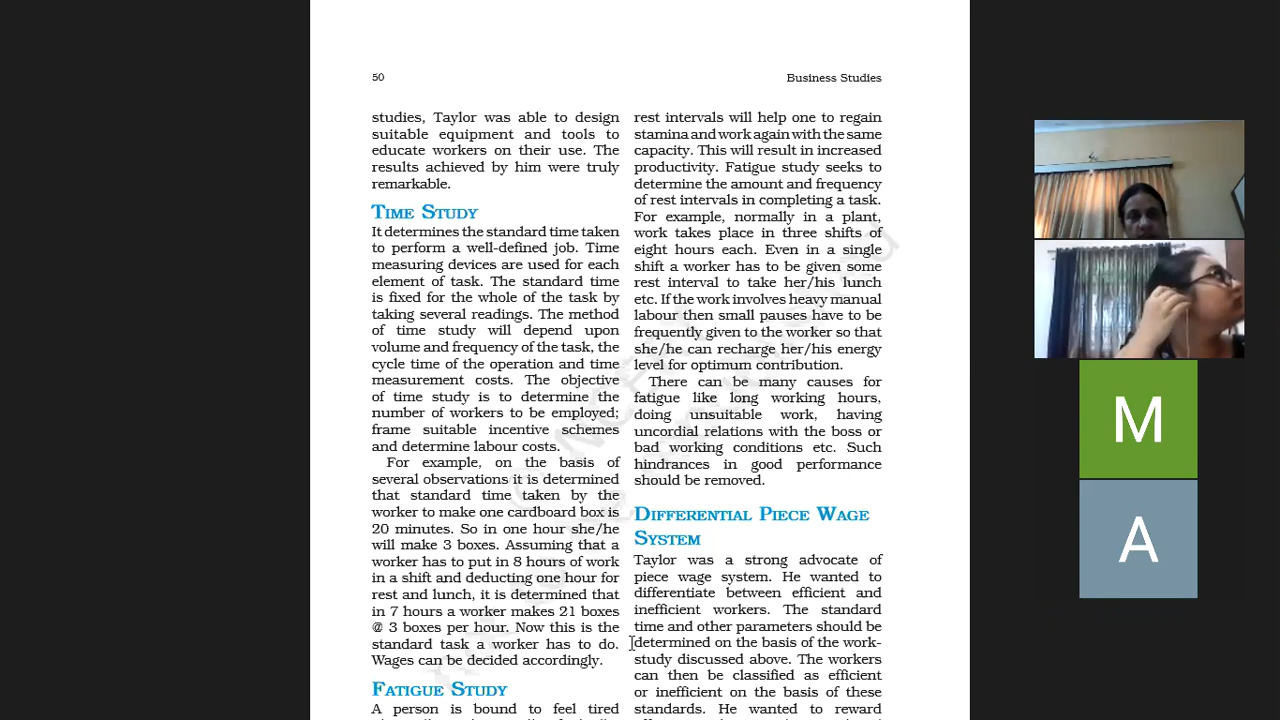 50
Business Studies
studies, Taylor was able to design
suitable equipment and tools to
educate workers on their use. The
results achieved by him were truly
remarkable.
TIME STUDY
It determines the standard time taken
to perform a well-defined job. Time
measuring devices are used for each
element of task. The standard time
is fixed for the whole of the task by
taking several readings. The method
of time study will depend upon
volume and frequency of the task, the
cycle time of the operation and time
measurement costs. The objective
of time study is to determine the
number of workers to be employed;
frame suitable incentive schemes
and determine labour costs.
For example, on the basis of
several observations it is determined
that standard time taken by the
worker to make one cardboard box is
20 minutes. So in one hour she/he
will make 3 boxes. Assuming that a
worker has to put in 8 hours of work
in a shift and deducting one hour for
rest and lunch, it is determined that
in 7 hours a worker makes 21 boxes
@ 3 boxes per hour. Now this is the
standard task a worker has to do.
Wages can be decided accordingly.
FATIGUE STUDY
A person is bound to feel tired
rest intervals will help one to regain
stamina and work again with the same
capacity. This will result in increased
productivity. Fatigue study seeks to
determine the amount and frequency
of rest intervals in completing a task.
For example, normally in a plant,
work takes place in three shifts of
eight hours each. Even in a single
shift a worker has to be given some
rest interval to take her/his lunch
etc. If the work involves heavy manual
labour then small pauses have to be
frequently given to the worker so that
she/he can recharge her/his energy
level for optimum contribution.
There can be many causes for
fatigue like long working hours,
doing unsuitable work, having
uncordial relations with the boss or
bad working conditions etc. Such
hindrances in good performance
should be removed.
DIFFERENTIAL PIECE WAGE
SYSTEM
Taylor was a strong advocate of
piece wage system. He wanted to
differentiate between efficient and
inefficient workers. The standard
time and other parameters should be
determined on the basis of the work-
study discussed above. The workers
can then be classified as efficient
or inefficient on the basis of these
standards. He wanted to reward
M
A